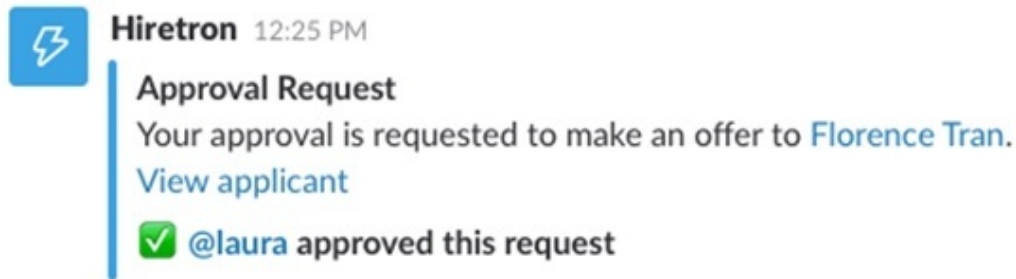 Hiretron 12:25 PM
Approval Request
Your approval is requested to make an offer to Florence Tran.
View applicant
✅ @laura approved this request